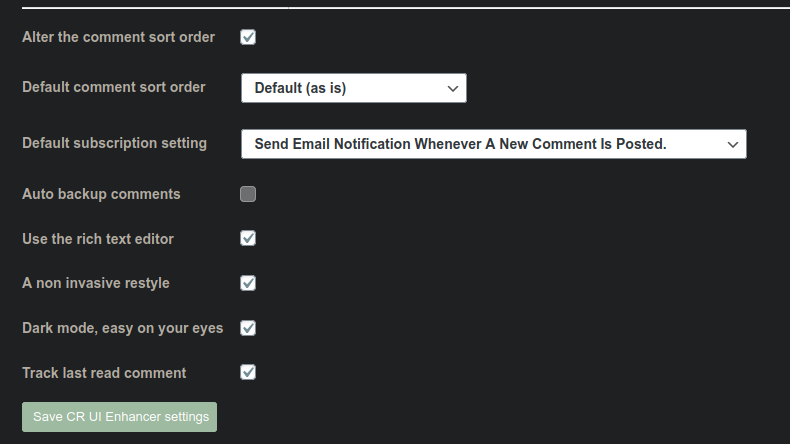 Alter the comment sort order
Default comment sort order
Default (as is)
Default subscription setting
Send Email Notification Whenever A New Comment Is Posted.
Auto backup comments
Use the rich text editor
A non invasive restyle
Dark mode, easy on your eyes
Track last read comment
Save CR UI Enhancer settings